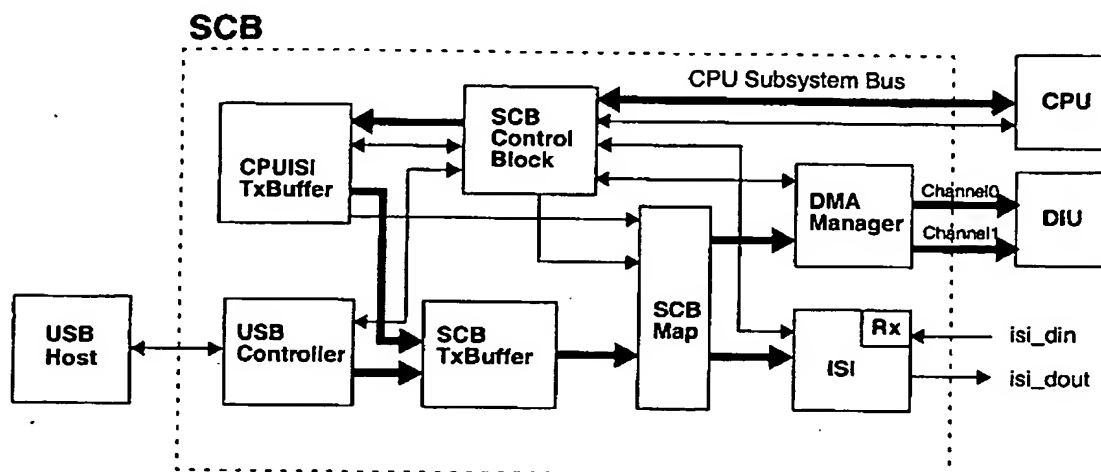 SCB
CPU Subsystem Bus
CPU
SCB
Control
Block
CPUISI
TxBuffer
DMA
Manager
Channel0
Channel1
DIU
USB
Host
USB
Controller
SCB
TxBuffer
SCB
Map
Rx
ISI
isi_din
isi_dout